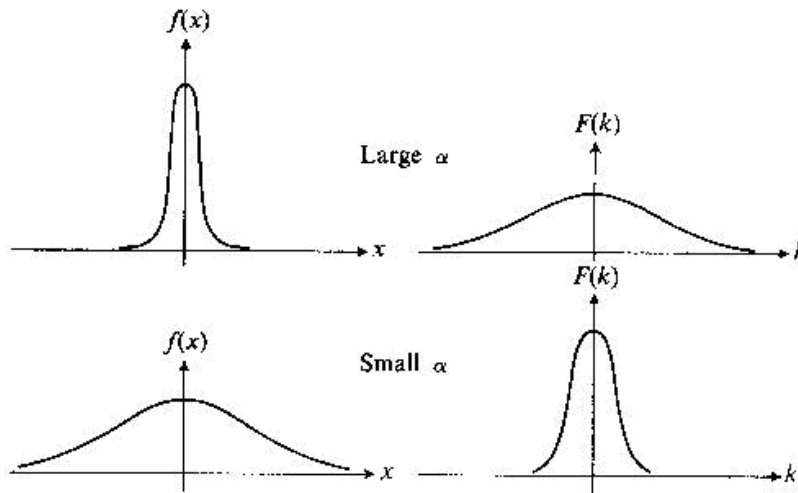 f(x)
F(k)
Large α
x
F(k)
f(x)
Small α
x
k